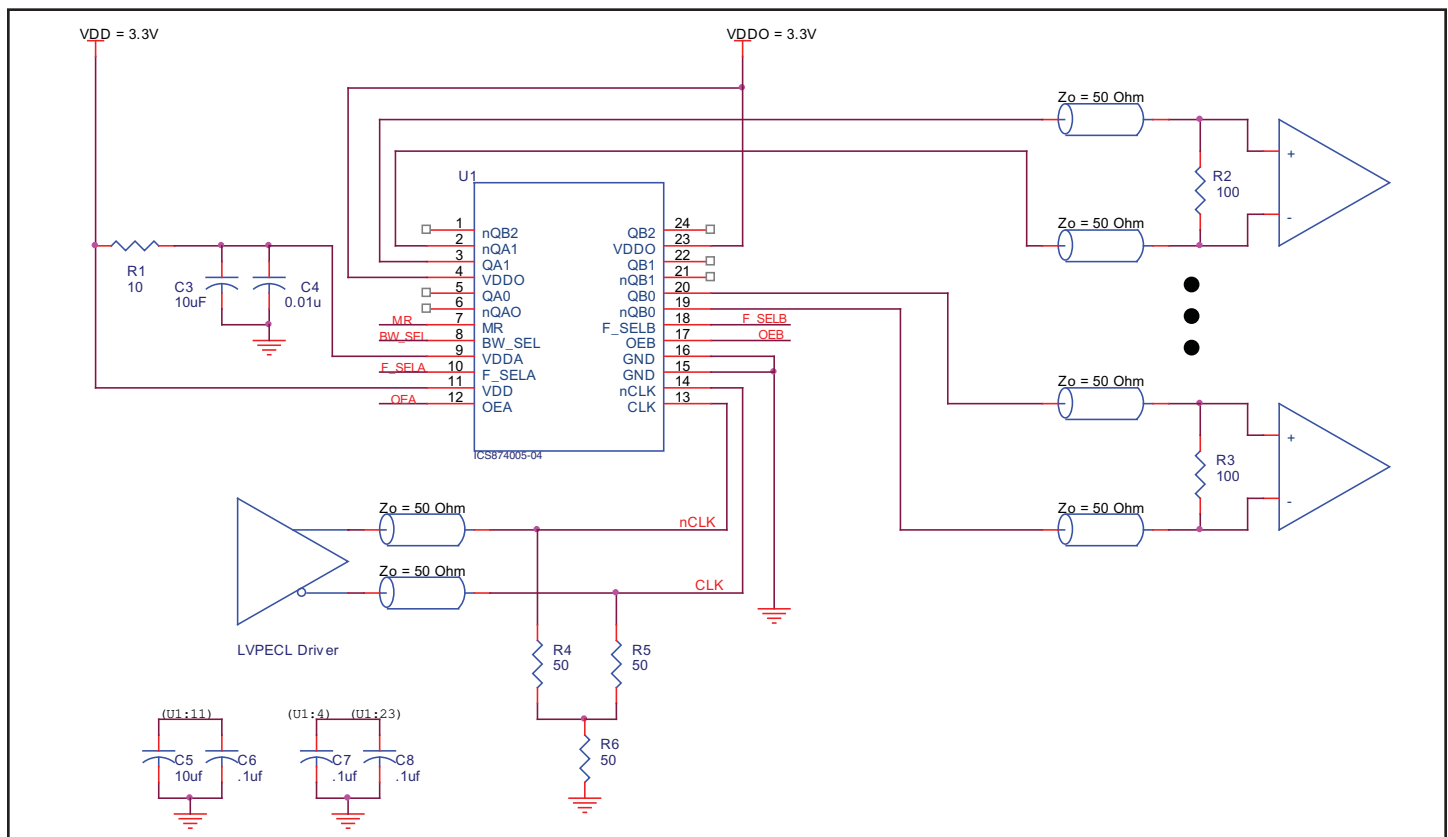 VDD = 3.3V
VDDO = 3.3V
Zo = 50 Ohm
R2
100
+
-
Zo = 50 Ohm
U1
1
nQB2
2
nQA1
3
QA1
4
VDDO
5
QA0
6
nQAO
7
MR
8
BW_SEL
9
VDDA
10
F_SELA
11
VDD
12
OEA
24
QB2
23
VDDO
22
QB1
21
nQB1
20
QB0
19
nQB0
18
F_SELB
17
OEB
16
GND
15
GND
14
nCLK
13
CLK
MR
BW_SEL
F_SELA
OEA
F_SELB
OEB
ICS874005-04
R1
10
C3
10uF
C4
0.01u
Zo = 50 Ohm
R3
100
+
-
Zo = 50 Ohm
Zo = 50 Ohm
nCLK
Zo = 50 Ohm
CLK
LVPECL Driver
R4
50
R5
50
R6
50
(U1:11)
C5
10uf
C6
.1uf
(U1:4)
(U1:23)
C7
.1uf
C8
.1uf